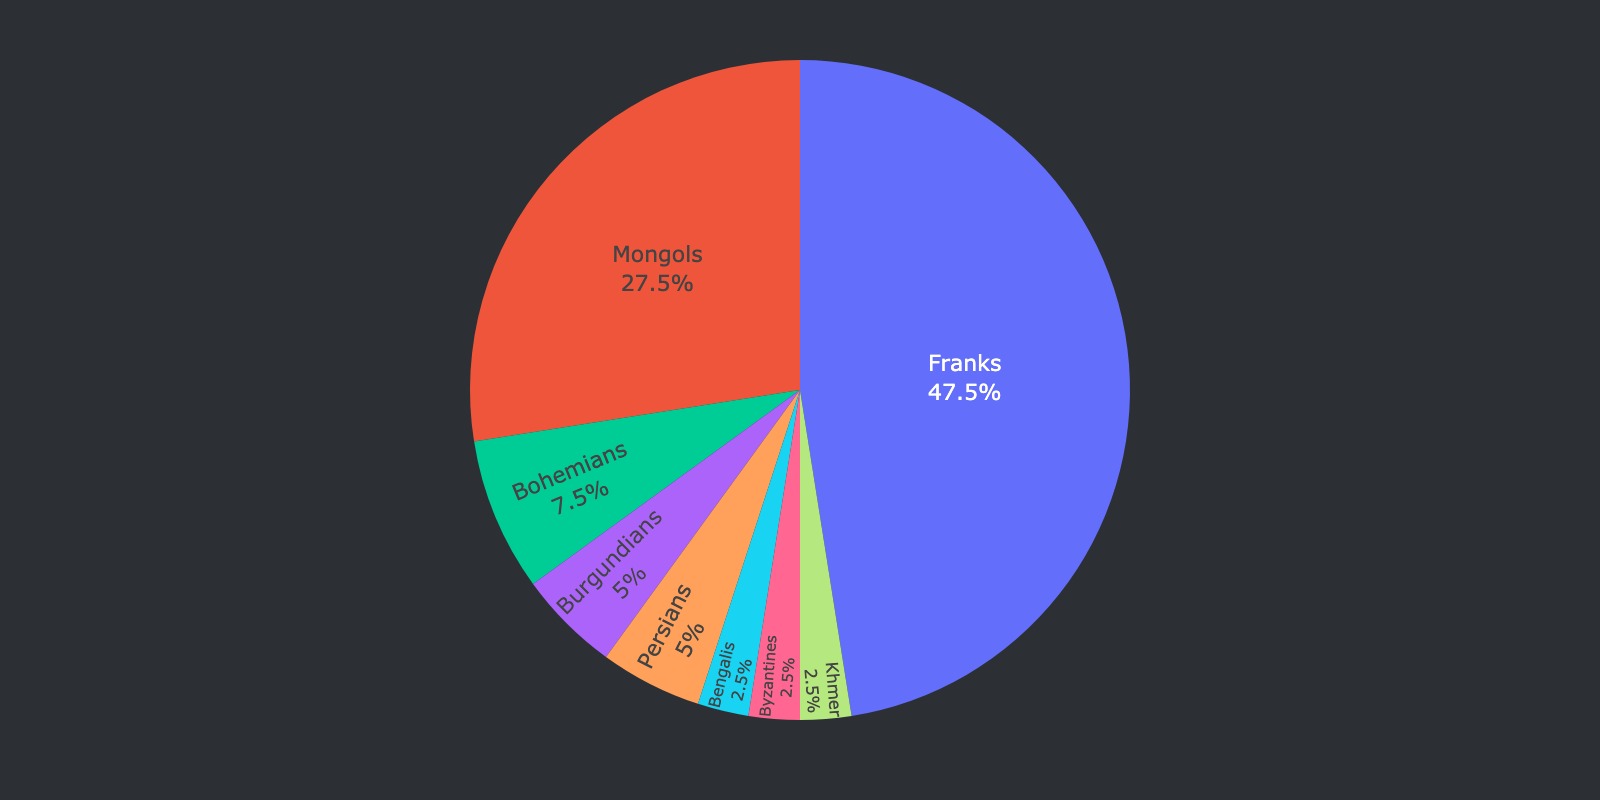 Franks
47.5%
Mongols
27.5%
Bohemians
7.5%
Burgundians
5%
Persians
5%
Bengalis
2.5%
Byzantines
2.5%
Khmer
2.5%